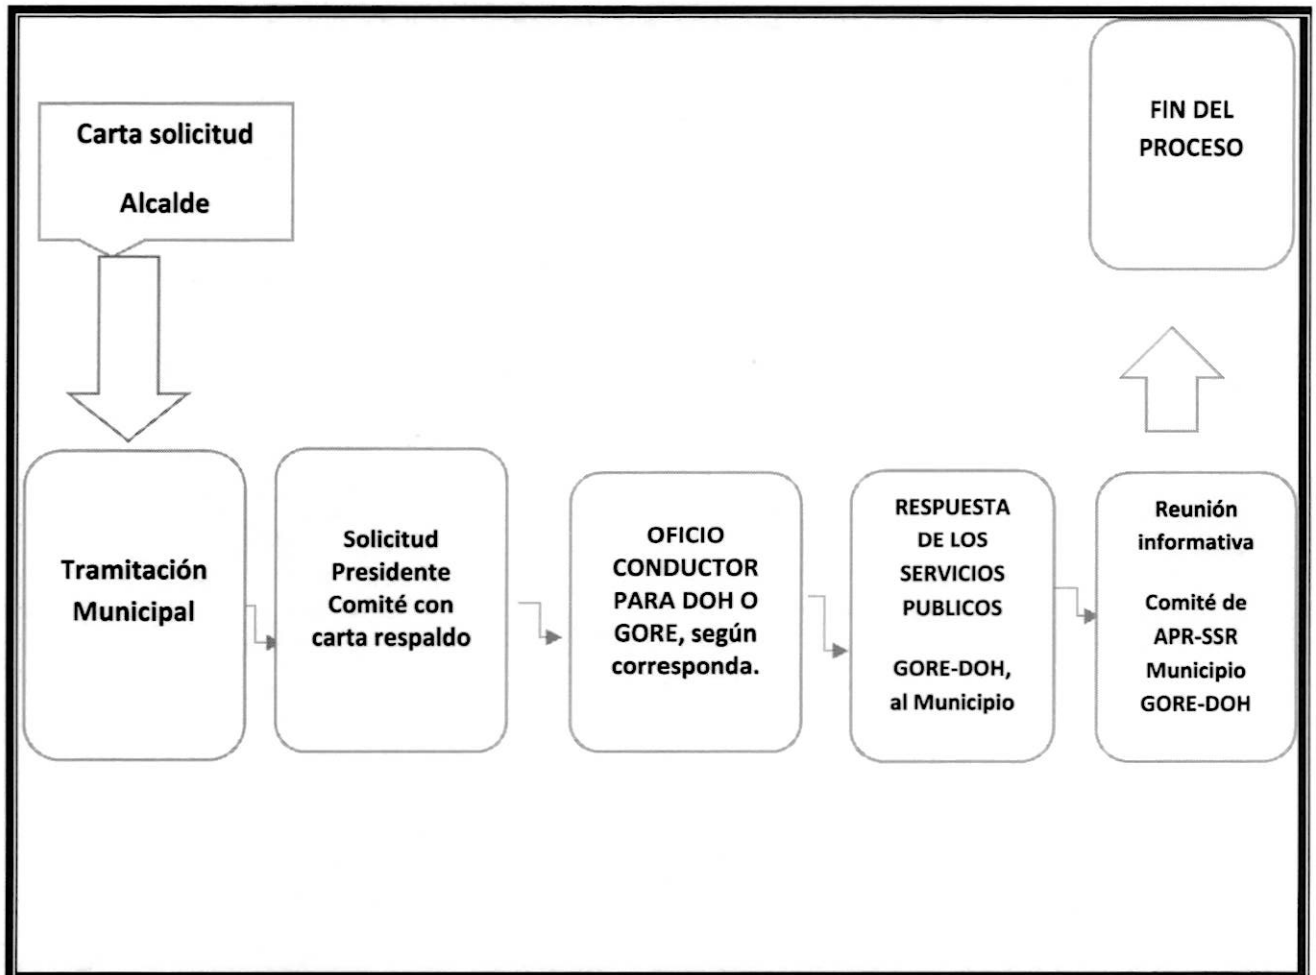 Carta solicitud
Alcalde
Tramitación
Municipal
Solicitud
Presidente
Comité con
carta respaldo
OFICIO
CONDUCTOR
PARA DOH O
GORE, según
corresponda.
RESPUESTA
DE LOS
SERVICIOS
PUBLICOS
GORE-DOH,
al Municipio
Reunión
informativa
Comité de
APR-SSR
Municipio
GORE-DOH
FIN DEL
PROCESO